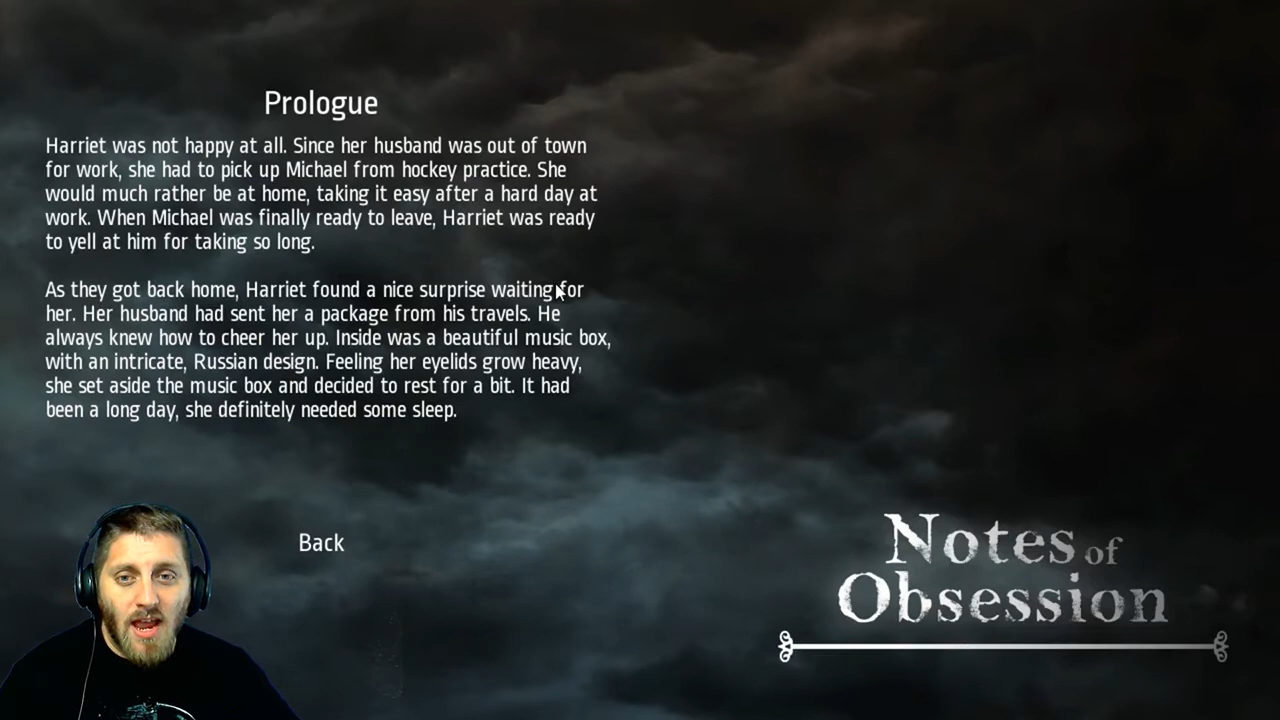 Prologue
Harriet was not happy at all. Since her husband was out of town
for work, she had to pick up Michael from hockey practice. She
would much rather be at home, taking it easy after a hard day at
work. When Michael was finally ready to leave, Harriet was ready
to yell at him for taking so long.
As they got back home, Harriet found a nice surprise waiting for
her. Her husband had sent her a package from his travels. He
always knew how to cheer her up. Inside was a beautiful music box,
with an intricate, Russian design. Feeling her eyelids grow heavy,
she set aside the music box and decided to rest for a bit. It had
been a long day, she definitely needed some sleep.
Back
Notes of
Obsession